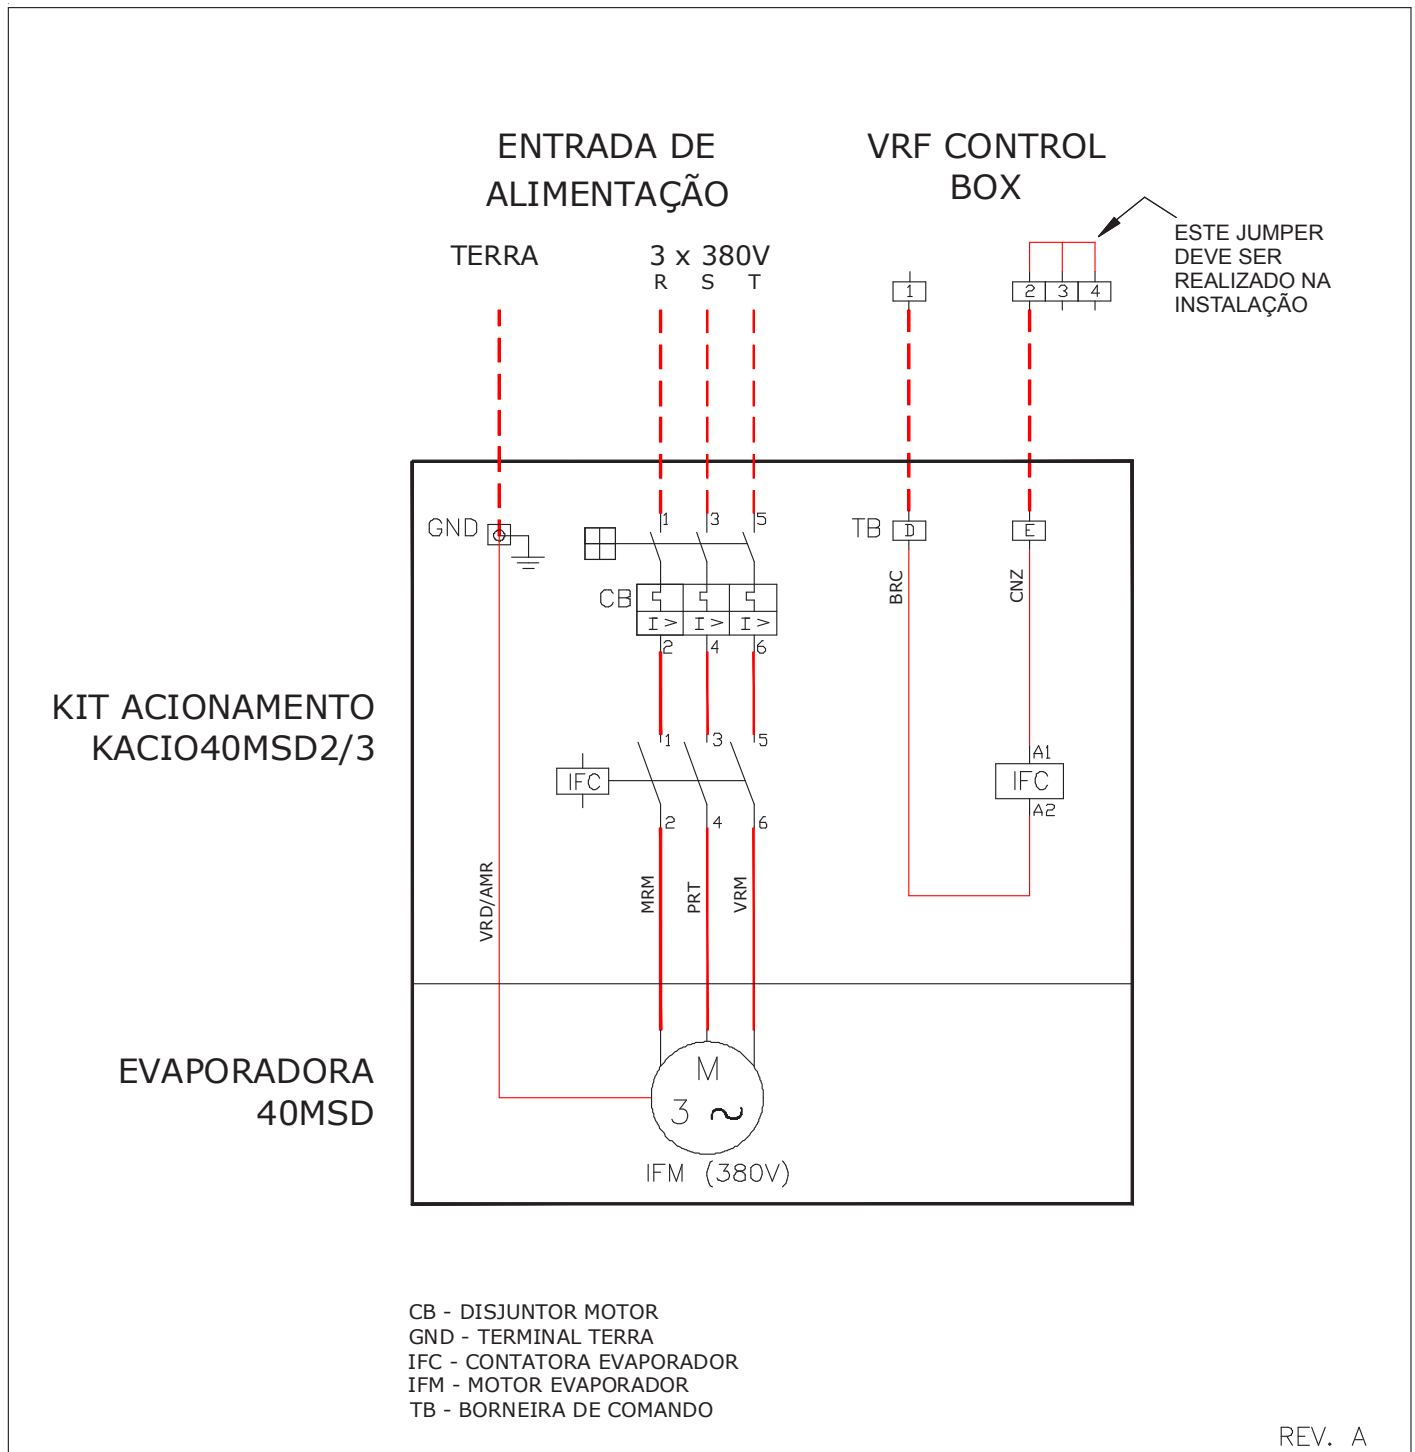 ENTRADA DE
ALIMENTAÇÃO
VRF CONTROL
BOX
ESTE JUMPER
DEVE SER
REALIZADO NA
INSTALAÇÃO
TERRA
3 x 380V
R S T
1
2 3 4
GND
1 3 5
TB D E
CB
I> I> I>
2 4 6
BRC
CNZ
KIT ACIONAMENTO
KACIO40MSD2/3
1 3 5
IFC
2 4 6
A1
IFC
A2
VRD/AMR
MRM
PRT
VRM
EVAPORADORA
40MSD
M
3 ~
IFM (380V)
CB - DISJUNTOR MOTOR
GND - TERMINAL TERRA
IFC - CONTATORA EVAPORADOR
IFM - MOTOR EVAPORADOR
TB - BORNEIRA DE COMANDO
REV. A